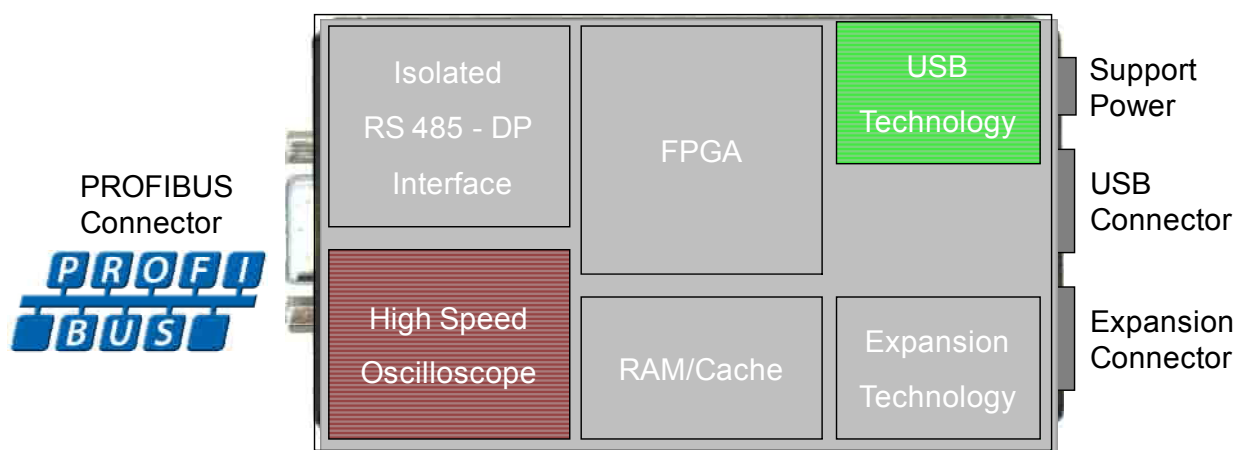 PROFIBUS
Connector
PROFI
BUS
Isolated
RS 485 - DP
Interface
High Speed
Oscilloscope
FPGA
RAM/Cache
USB
Technology
Expansion
Technology
Support
Power
USB
Connector
Expansion
Connector